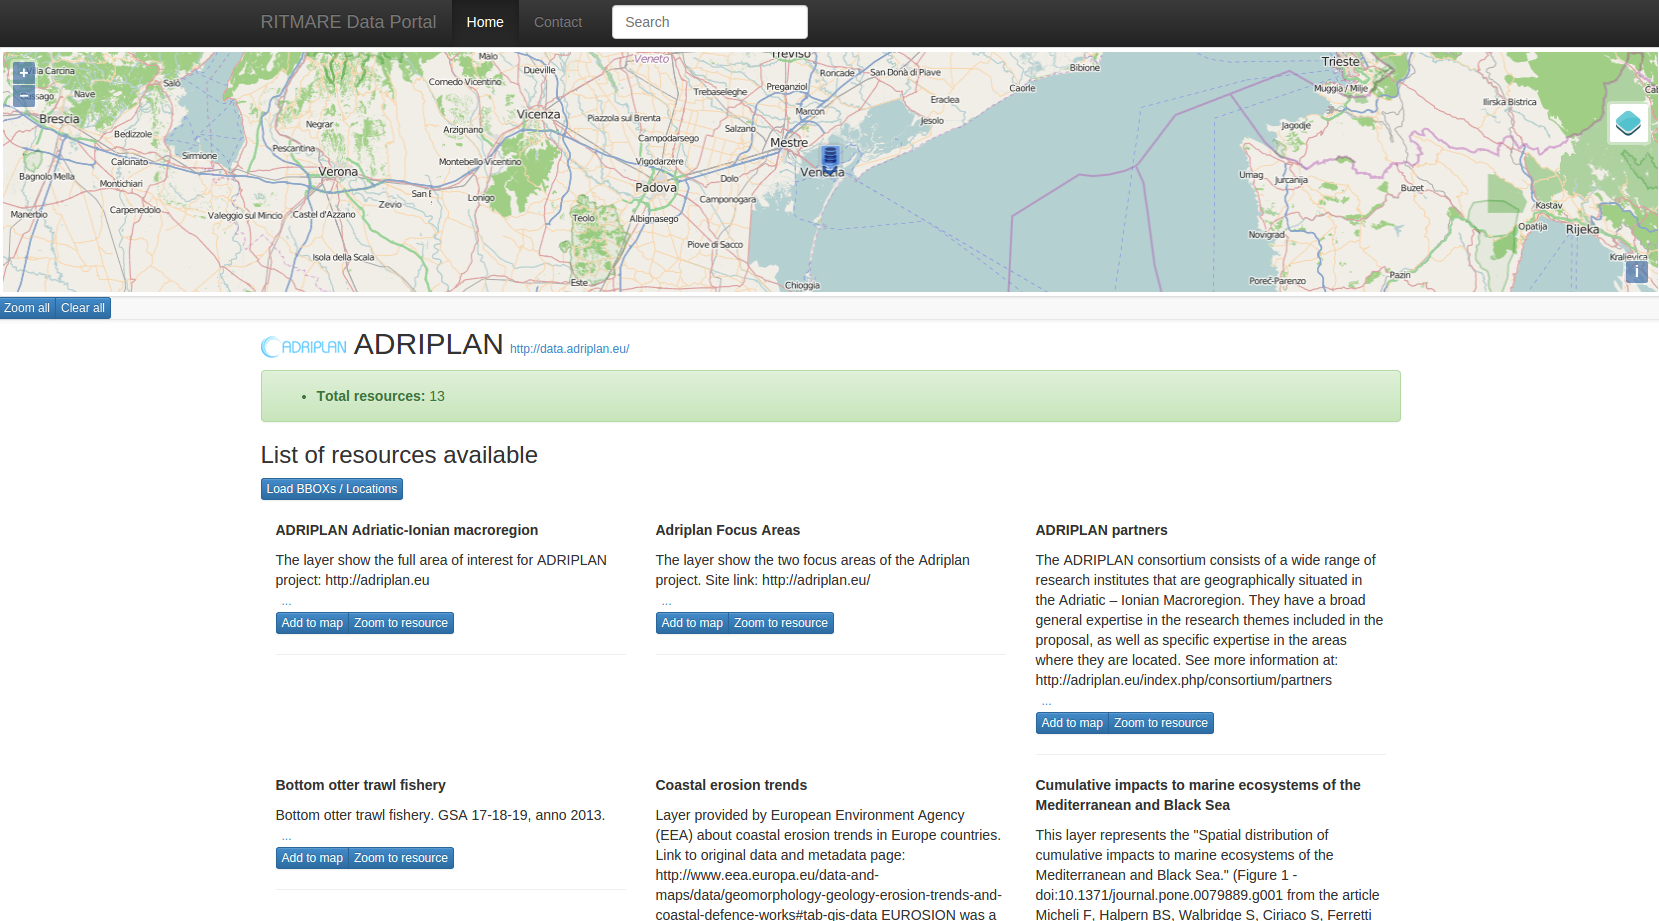 RITMARE Data Portal Home Contact Search
Treviso
Veneto
Maio
Dueville
Trieste
Bibione
Roncade
San Donà di Piave
Villa Carcina
Salò
Cornedo Vicentino
Preganziol
Caorle
Muggia / Milje
Nave
Trebaseleghe
Eraclea
Ilirska Bistrica
Brescia
Vicenza
Marcon
Piazzola sul Brenta
Jesolo
Negrar
Arzignano
Salzano
Jagodje
Bedizzole
Campodarsego
Mestre
Pescantina
Sirmione
Calcinato
Montebello Vicentino
Vigodarzere
Verona
Venezia
Umag
Bagnolo Mella
Montichiari
Dolo
Jurcanija
Padova
Buzet
San
Lonigo
Camponogara
Zevio
Kastav
Carpenedolo
Manerbio
Valeggio sul Mincio
Castel d'Azzano
Teolo
Albignasego
Opatija
Rijeka
Novigrad
Piove di Sacco
Isola della Scala
Kraljevica
Pazin
Poreč-Parenzo
Este
Chioggia
+
−
i
Zoom all Clear all
ADRIPLAN ADRIPLAN http://data.adriplan.eu/
• Total resources: 13
List of resources available
Load BBOXs / Locations
ADRIPLAN Adriatic-Ionian macroregion
The layer show the full area of interest for ADRIPLAN
project: http://adriplan.eu
...
Add to map Zoom to resource
Adriplan Focus Areas
The layer show the two focus areas of the Adriplan
project. Site link: http://adriplan.eu/
...
Add to map Zoom to resource
ADRIPLAN partners
The ADRIPLAN consortium consists of a wide range of
research institutes that are geographically situated in
the Adriatic – Ionian Macroregion. They have a broad
general expertise in the research themes included in the
proposal, as well as specific expertise in the areas
where they are located. See more information at:
http://adriplan.eu/index.php/consortium/partners
...
Add to map Zoom to resource
Bottom otter trawl fishery
Bottom otter trawl fishery. GSA 17-18-19, anno 2013.
...
Add to map Zoom to resource
Coastal erosion trends
Layer provided by European Environment Agency
(EEA) about coastal erosion trends in Europe countries.
Link to original data and metadata page:
http://www.eea.europa.eu/data-and-
maps/data/geomorphology-geology-erosion-trends-and-
coastal-defence-works#tab-gis-data EUROSION was a
Cumulative impacts to marine ecosystems of the
Mediterranean and Black Sea
This layer represents the "Spatial distribution of
cumulative impacts to marine ecosystems of the
Mediterranean and Black Sea." (Figure 1 -
doi:10.1371/journal.pone.0079889.g001 from the article
Micheli F, Halpern BS, Walbridge S, Ciriaco S, Ferretti